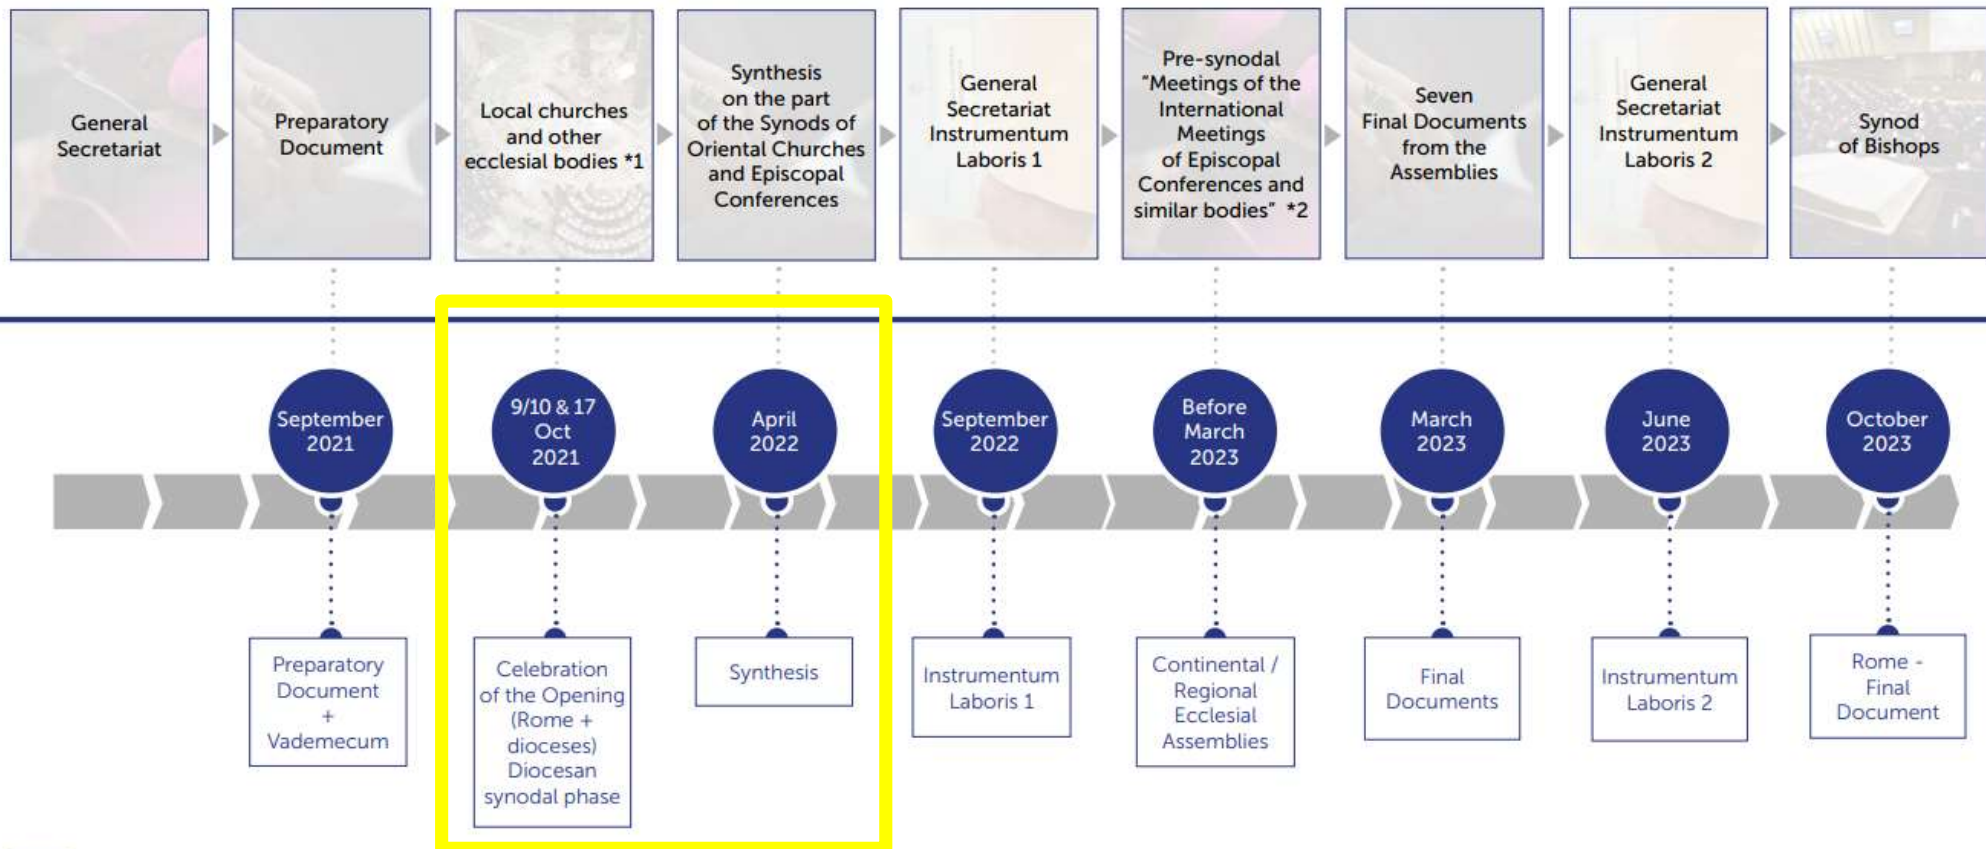 General
Secretariat
Preparatory
Document
Local churches
and other
ecclesial bodies *1
Synthesis
on the part
of the Synods of
Oriental Churches
and Episcopal
Conferences
General
Secretariat
Instrumentum
Laboris 1
Pre-synodal
"Meetings of the
International
Meetings
of Episcopal
Conferences and
similar bodies" *2
Seven
Final Documents
from the
Assemblies
General
Secretariat
Instrumentum
Laboris 2
Synod
of Bishops
September
2021
9/10 & 17
Oct
2021
April
2022
September
2022
Before
March
2023
March
2023
June
2023
October
2023
Preparatory
Document
+
Vademecum
Celebration
of the Opening
(Rome +
dioceses)
Diocesan
synodal phase
Synthesis
Instrumentum
Laboris 1
Continental /
Regional
Ecclesial
Assemblies
Final
Documents
Instrumentum
Laboris 2
Rome -
Final
Document